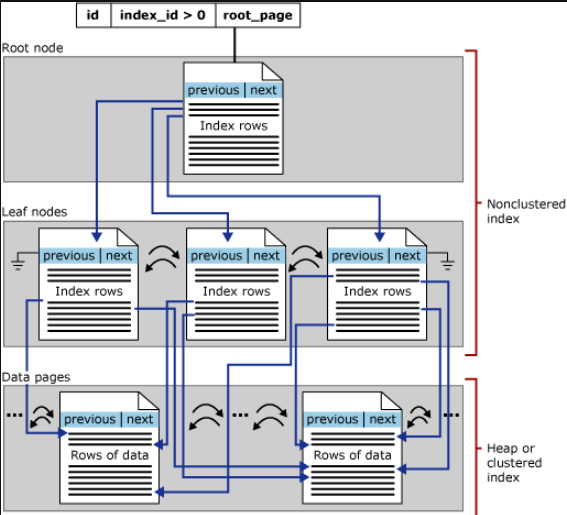 id index_id > 0 root_page
Root node
previous next
Index rows
Nonclustered
index
Leaf nodes
previous next previous next previous next
Index rows Index rows Index rows
Data pages
... ... ...
previous next previous next
Rows of data Rows of data
Heap or
clustered
index